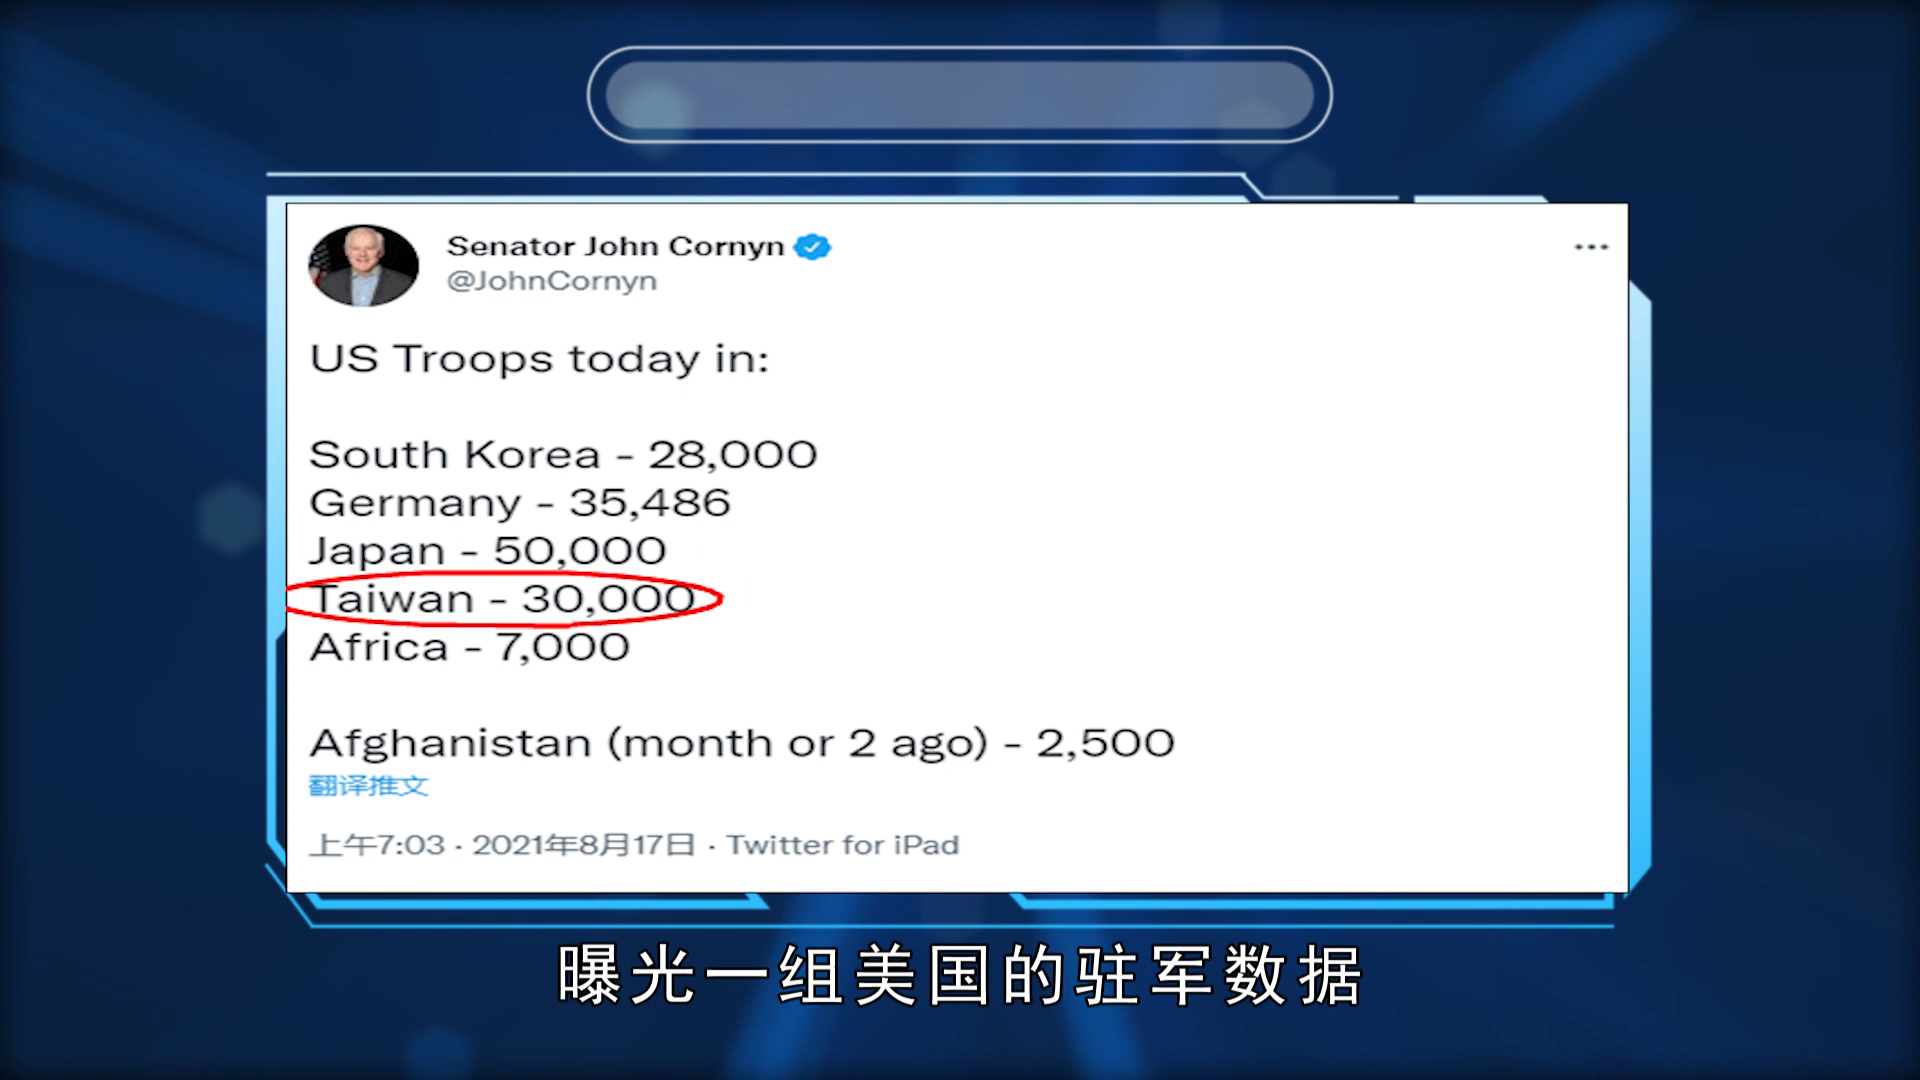 Senator John Cornyn
@JohnCornyn
US Troops today in:
South Korea - 28,000
Germany - 35,486
Japan - 50,000
Taiwan - 30,000
Africa - 7,000
Afghanistan (month or 2 ago) - 2,500
翻译推文
上午7:03 · 2021年8月17日 · Twitter for iPad
曝光一组美国的驻军数据